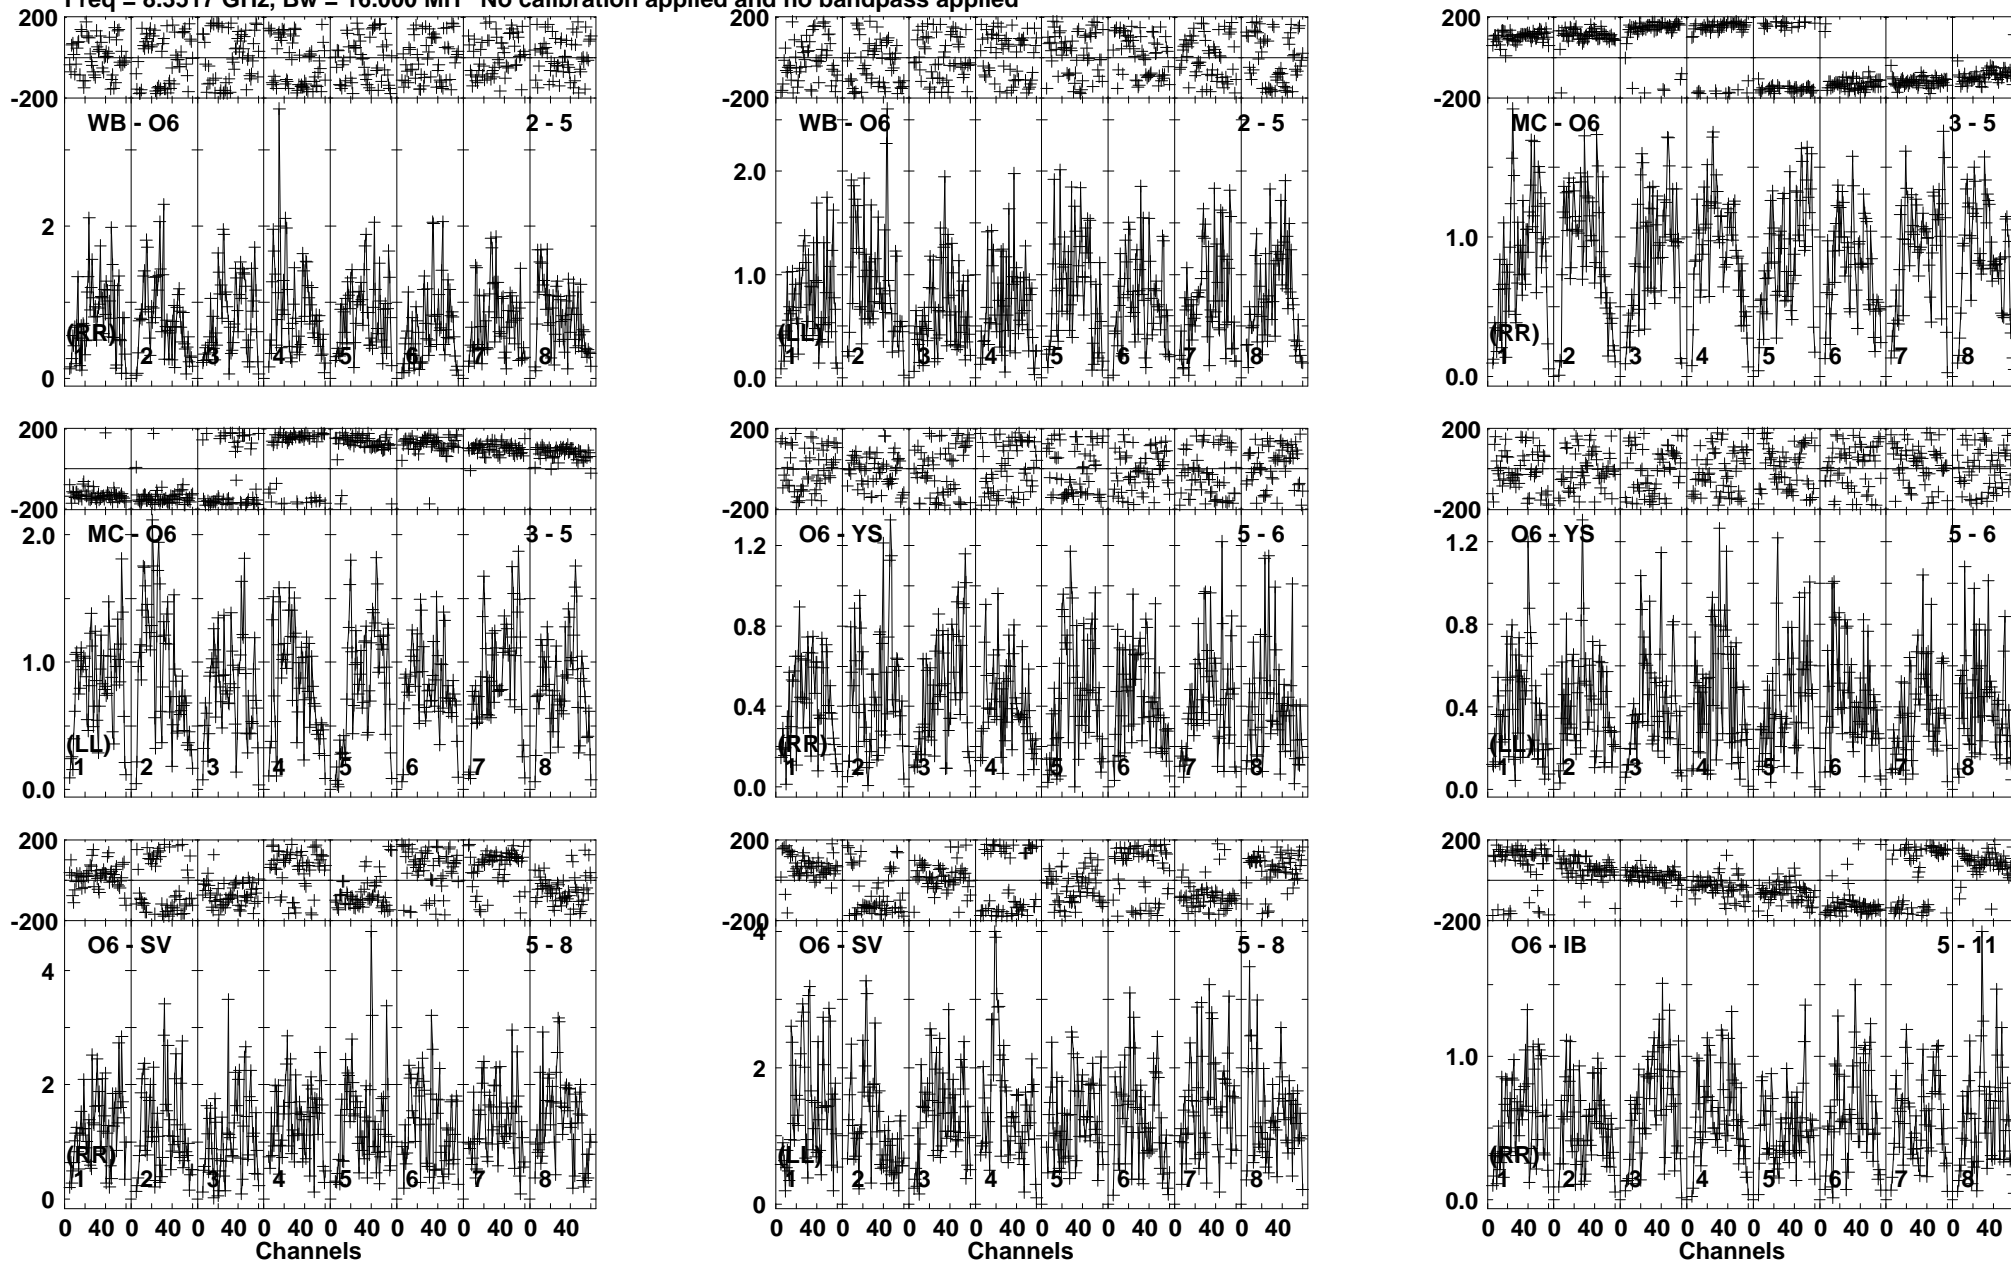 Freq = 8.3517 GHz, Bw = 16.000 MH No calibration applied and no bandpass applied
200 200 200
-200 -200 -200
WB - O6 2 - 5 WB - O6 2 - 5 MC - O6 3 - 5
2 2.0 1.0
1.0
(RR) (LL) (RR)
1 2 3 4 5 6 7 8 1 2 3 4 5 6 7 8 1 2 3 4 5 6 7 8
0 0.0 0.0
200 200 200
-200 -200 -200
MC - O6 3 - 5 O6 - YS 5 - 6 O6 - YS 5 - 6
2.0 1.2 1.2
1.0 0.8 0.8
0.4 0.4
(LL) (RR) (LL)
1 2 3 4 5 6 7 8 1 2 3 4 5 6 7 8 1 2 3 4 5 6 7 8
0.0 0.0 0.0
200 200 200
-200 -200 -200
O6 - SV 5 - 8 O6 - SV 5 - 8 O6 - IB 5 - 11
4 4 1.0
2 2
(RR) (LL) (RR)
1 2 3 4 5 6 7 8 1 2 3 4 5 6 7 8 1 2 3 4 5 6 7 8
0 0 0.0
0 40 0 40 0 40 0 40 0 40 0 40 0 40 0 40 0 40 0 40 0 40 0 40 0 40 0 40 0 40 0 40 0 40 0 40 0 40 0 40 0 40 0 40 0 40 0 40
Channels Channels Channels